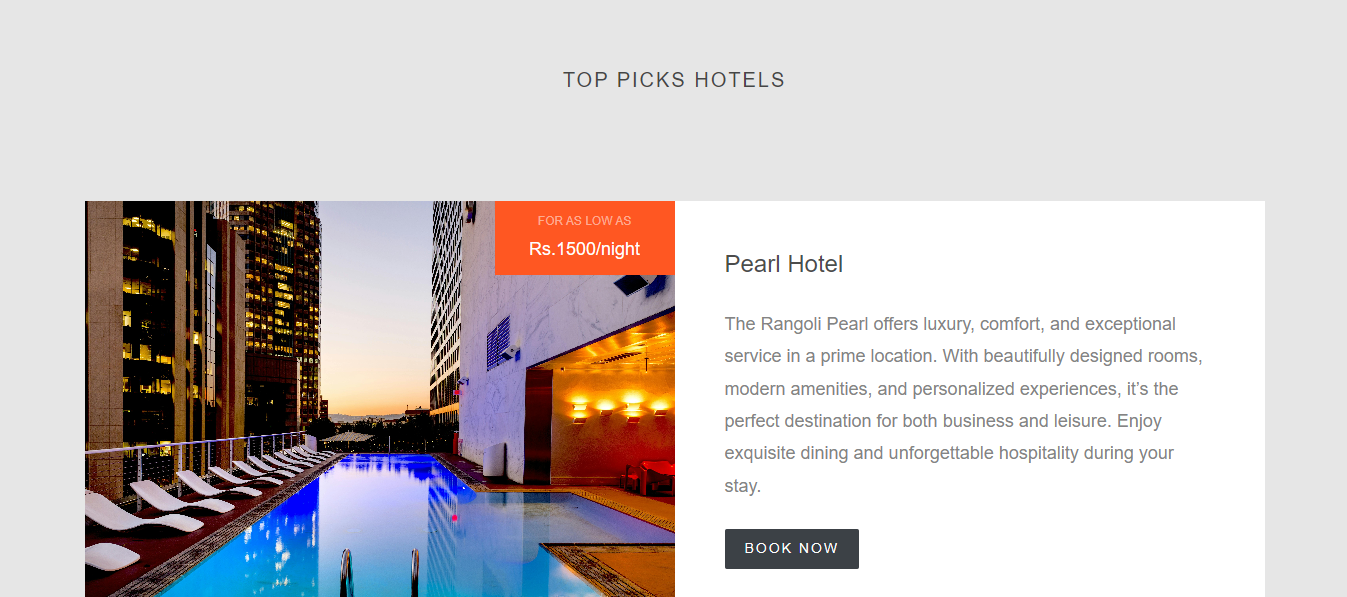 TOP PICKS HOTELS
FOR AS LOW AS
Rs.1500/night
Pearl Hotel
The Rangoli Pearl offers luxury, comfort, and exceptional
service in a prime location. With beautifully designed rooms,
modern amenities, and personalized experiences, it’s the
perfect destination for both business and leisure. Enjoy
exquisite dining and unforgettable hospitality during your
stay.
BOOK NOW